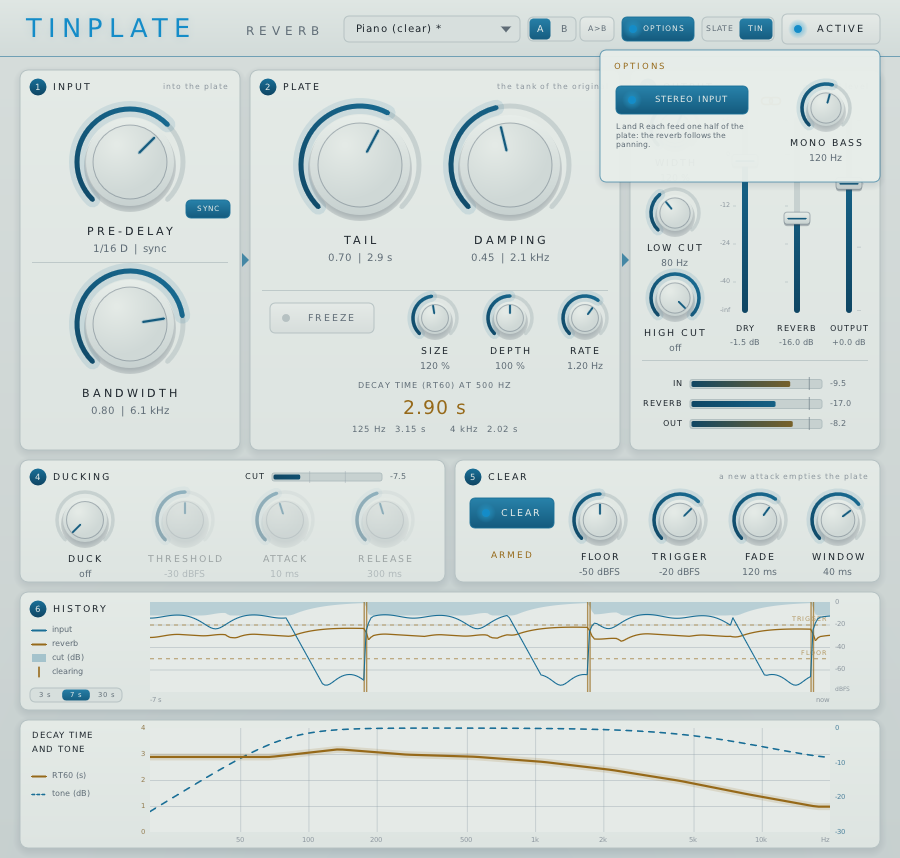 TINPLATE
REVERB
Piano (clear) *
A B
A>B
OPTIONS
SLATE TIN
ACTIVE
OPTIONS
STEREO INPUT
L and R each feed one half of the
plate: the reverb follows the
panning.
MONO BASS
120 Hz
1 INPUT
into the plate
PRE-DELAY
1/16 D | sync
SYNC
BANDWIDTH
0.80 | 6.1 kHz
2 PLATE
the tank of the origin
TAIL
0.70 | 2.9 s
DAMPING
0.45 | 2.1 kHz
FREEZE
SIZE
120 %
DEPTH
100 %
RATE
1.20 Hz
DECAY TIME (RT60) AT 500 HZ
2.90 s
125 Hz 3.15 s 4 kHz 2.02 s
LOW CUT
80 Hz
HIGH CUT
off
-12
-24
-40
-inf
DRY
-1.5 dB
REVERB
-16.0 dB
OUTPUT
+0.0 dB
IN -9.5
REVERB -17.0
OUT -8.2
4 DUCKING
CUT -7.5
DUCK
off
THRESHOLD
-30 dBFS
ATTACK
10 ms
RELEASE
300 ms
5 CLEAR
a new attack empties the plate
CLEAR
ARMED
FLOOR
-50 dBFS
TRIGGER
-20 dBFS
FADE
120 ms
WINDOW
40 ms
6 HISTORY
input
reverb
cut (dB)
clearing
3 s 7 s 30 s
TRIGGER
FLOOR
0
-20
-40
-60
dBFS
-7 s
now
DECAY TIME
AND TONE
RT60 (s)
tone (dB)
4
3
2
1
0
0
-10
-20
-30
50 100 200 500 1k 2k 5k 10k Hz